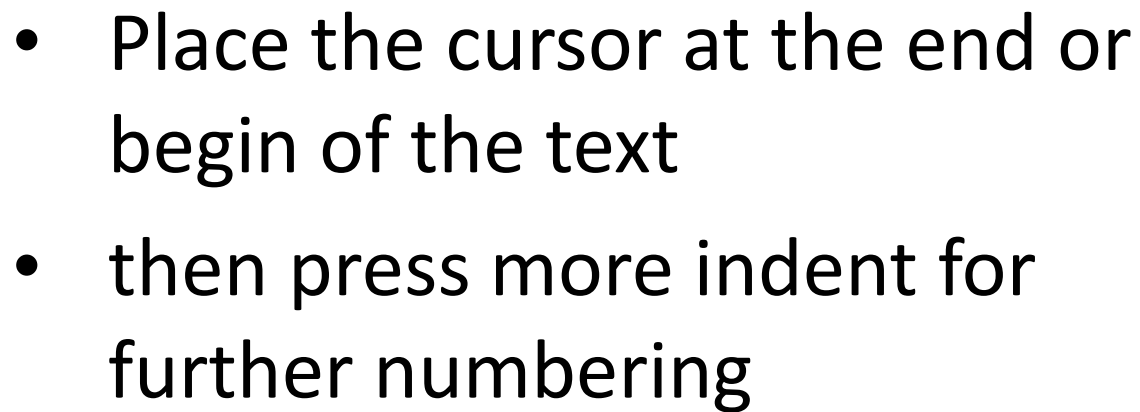 • Place the cursor at the end or
begin of the text
• then press more indent for
further numbering